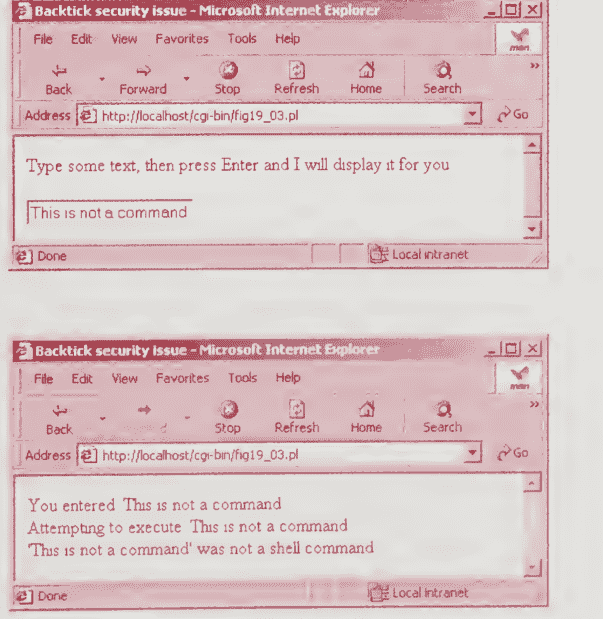 Backtick security issue - Microsoft Internet Explorer
File Edit View Favorites Tools Help
msn
Back Forward Stop Refresh Home Search
Address http://localhost/cgi-bin/fig19_03.pl Go
Type some text, then press Enter and I will display it for you
This is not a command
Done Local intranet
Backtick security issue - Microsoft Internet Explorer
File Edit View Favorites Tools Help
msn
Back Stop Refresh Home Search
Address http://localhost/cgi-bin/fig19_03.pl Go
You entered This is not a command
Attempting to execute This is not a command
'This is not a command' was not a shell command
Done Local intranet